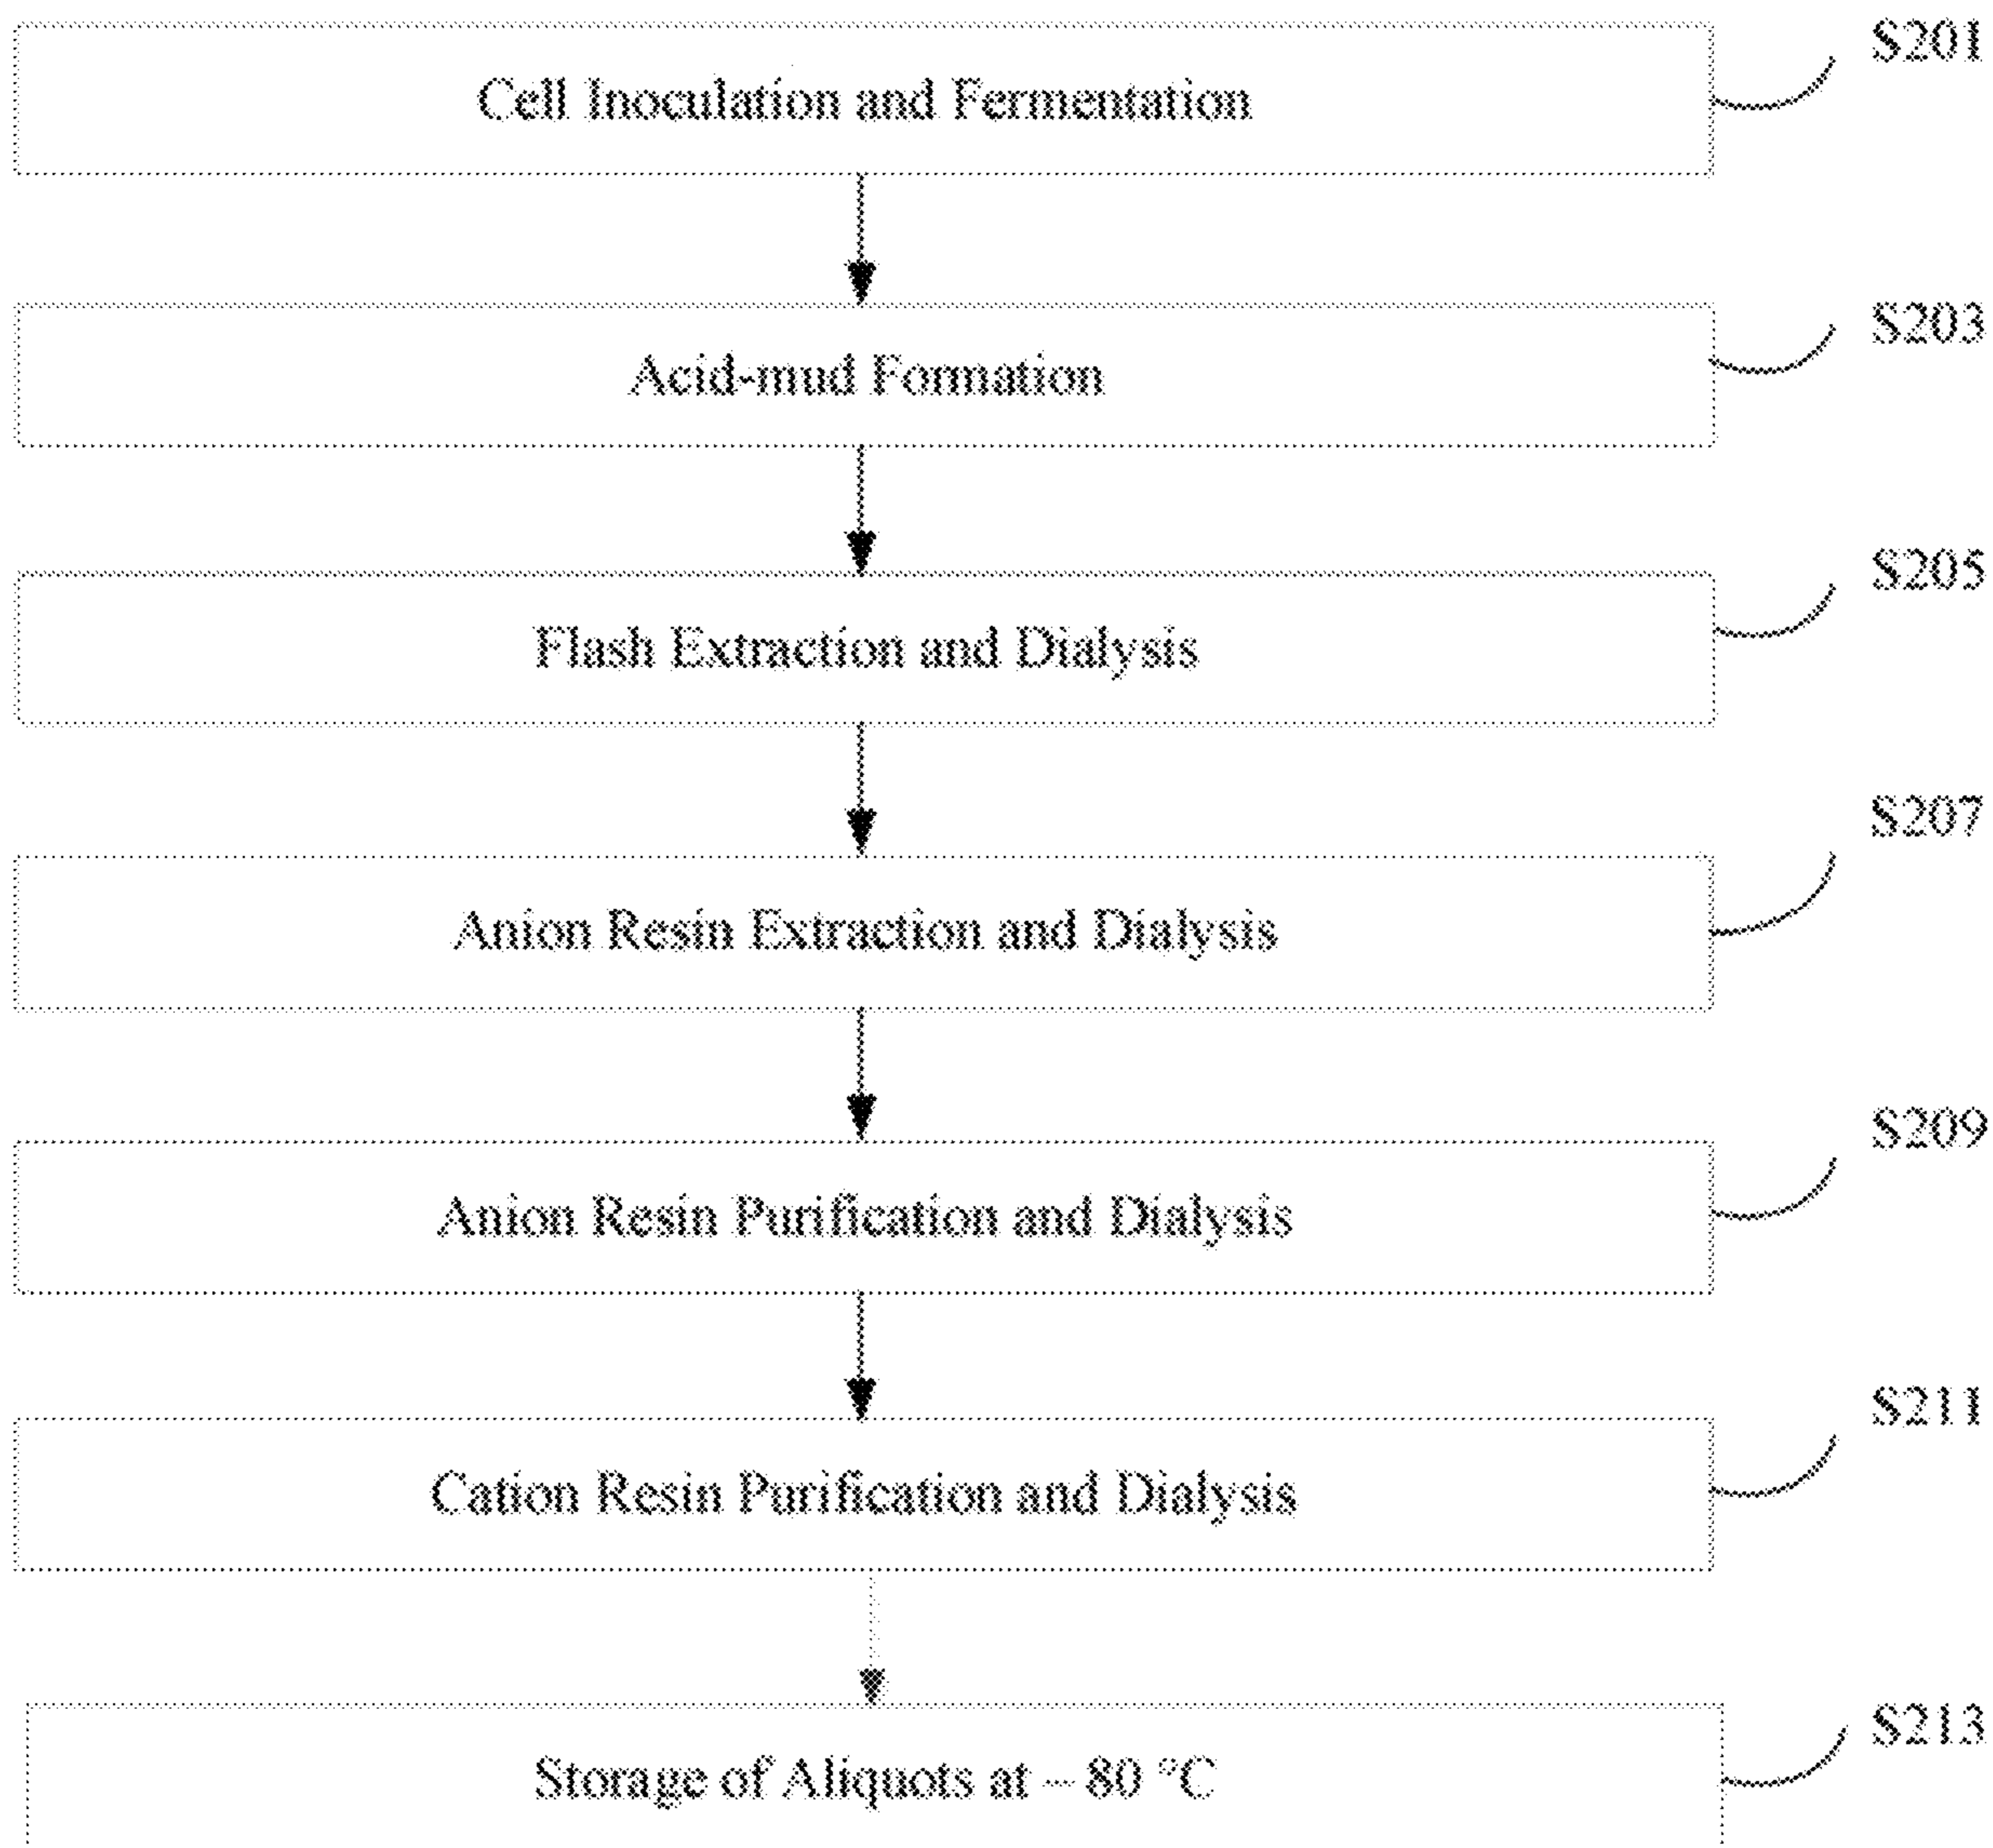 S201
Cell Inoculation and Fermentation
S203
Acid-mud Formation
S205
Flash Extraction and Dialysis
S207
Anion Resin Extraction and Dialysis
S209
Anion Resin Purification and Dialysis
S211
Cation Resin Purification and Dialysis
S213
Storage of Aliquots at – 80 °C